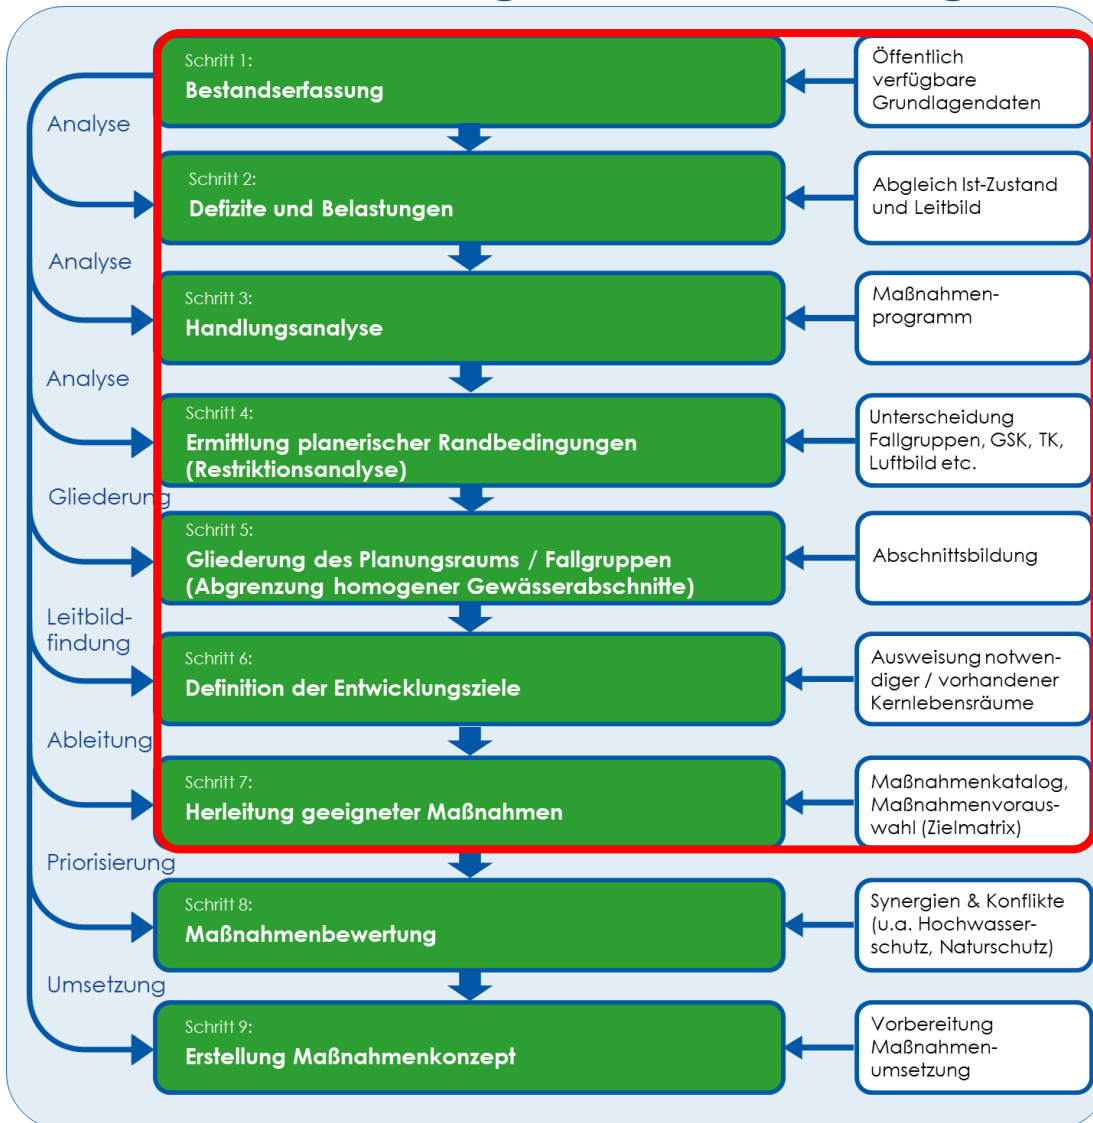 Schritt 1:
Bestandserfassung
Öffentlich
verfügbare
Grundlagendaten
Analyse
Schritt 2:
Defizite und Belastungen
Abgleich Ist-Zustand
und Leitbild
Analyse
Schritt 3:
Handlungsanalyse
Maßnahmen-
programm
Analyse
Schritt 4:
Ermittlung planerischer Randbedingungen
(Restriktionsanalyse)
Unterscheidung
Fallgruppen, GSK, TK,
Luftbild etc.
Gliederung
Schritt 5:
Gliederung des Planungsraums / Fallgruppen
(Abgrenzung homogener Gewässerabschnitte)
Abschnittsbildung
Leitbild-
findung
Schritt 6:
Definition der Entwicklungsziele
Ausweisung notwen-
diger / vorhandener
Kernlebensräume
Ableitung
Schritt 7:
Herleitung geeigneter Maßnahmen
Maßnahmenkatalog,
Maßnahmenvoraus-
wahl (Zielmatrix)
Priorisierung
Schritt 8:
Maßnahmenbewertung
Synergien & Konflikte
(u.a. Hochwasser-
schutz, Naturschutz)
Umsetzung
Schritt 9:
Erstellung Maßnahmenkonzept
Vorbereitung
Maßnahmen-
umsetzung